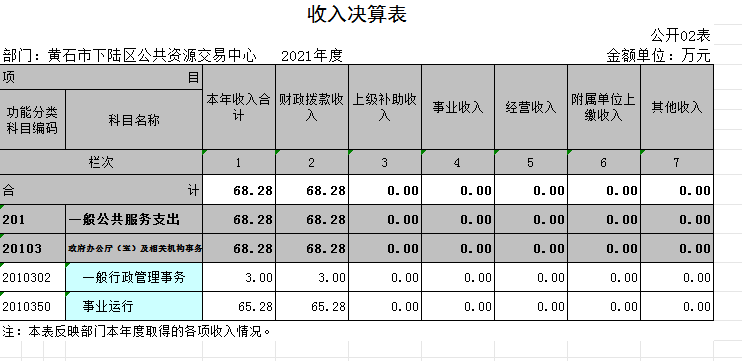 收入决算表
公开02表
部门：黄石市下陆区公共资源交易中心 2021年度 金额单位：万元
项 目 本年收入合计 财政拨款收入 上级补助收入 事业收入 经营收入 附属单位上缴收入 其他收入
功能分类科目编码 科目名称
栏次 1 2 3 4 5 6 7
合 计 68.28 68.28 0.00 0.00 0.00 0.00 0.00
201 一般公共服务支出 68.28 68.28 0.00 0.00 0.00 0.00 0.00
20103 政府办公厅（室）及相关机构事务 68.28 68.28 0.00 0.00 0.00 0.00 0.00
2010302 一般行政管理事务 3.00 3.00 0.00 0.00 0.00 0.00 0.00
2010350 事业运行 65.28 65.28 0.00 0.00 0.00 0.00 0.00
注：本表反映部门本年度取得的各项收入情况。